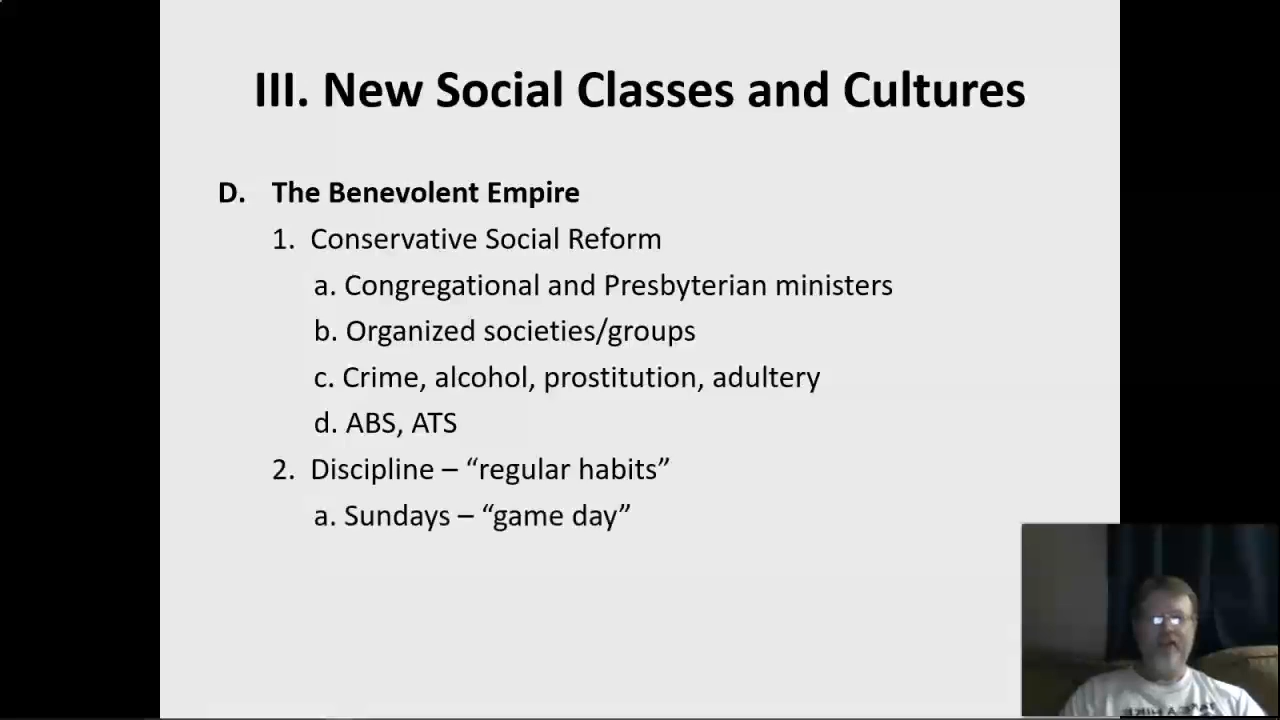 III. New Social Classes and Cultures
D. The Benevolent Empire
1. Conservative Social Reform
a. Congregational and Presbyterian ministers
b. Organized societies/groups
c. Crime, alcohol, prostitution, adultery
d. ABS, ATS
2. Discipline – “regular habits”
a. Sundays – “game day”